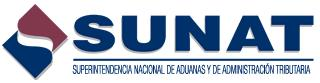 SUNAT
SUPERINTENDENCIA NACIONAL DE ADUANAS Y DE ADMINISTRACIÓN TRIBUTARIA